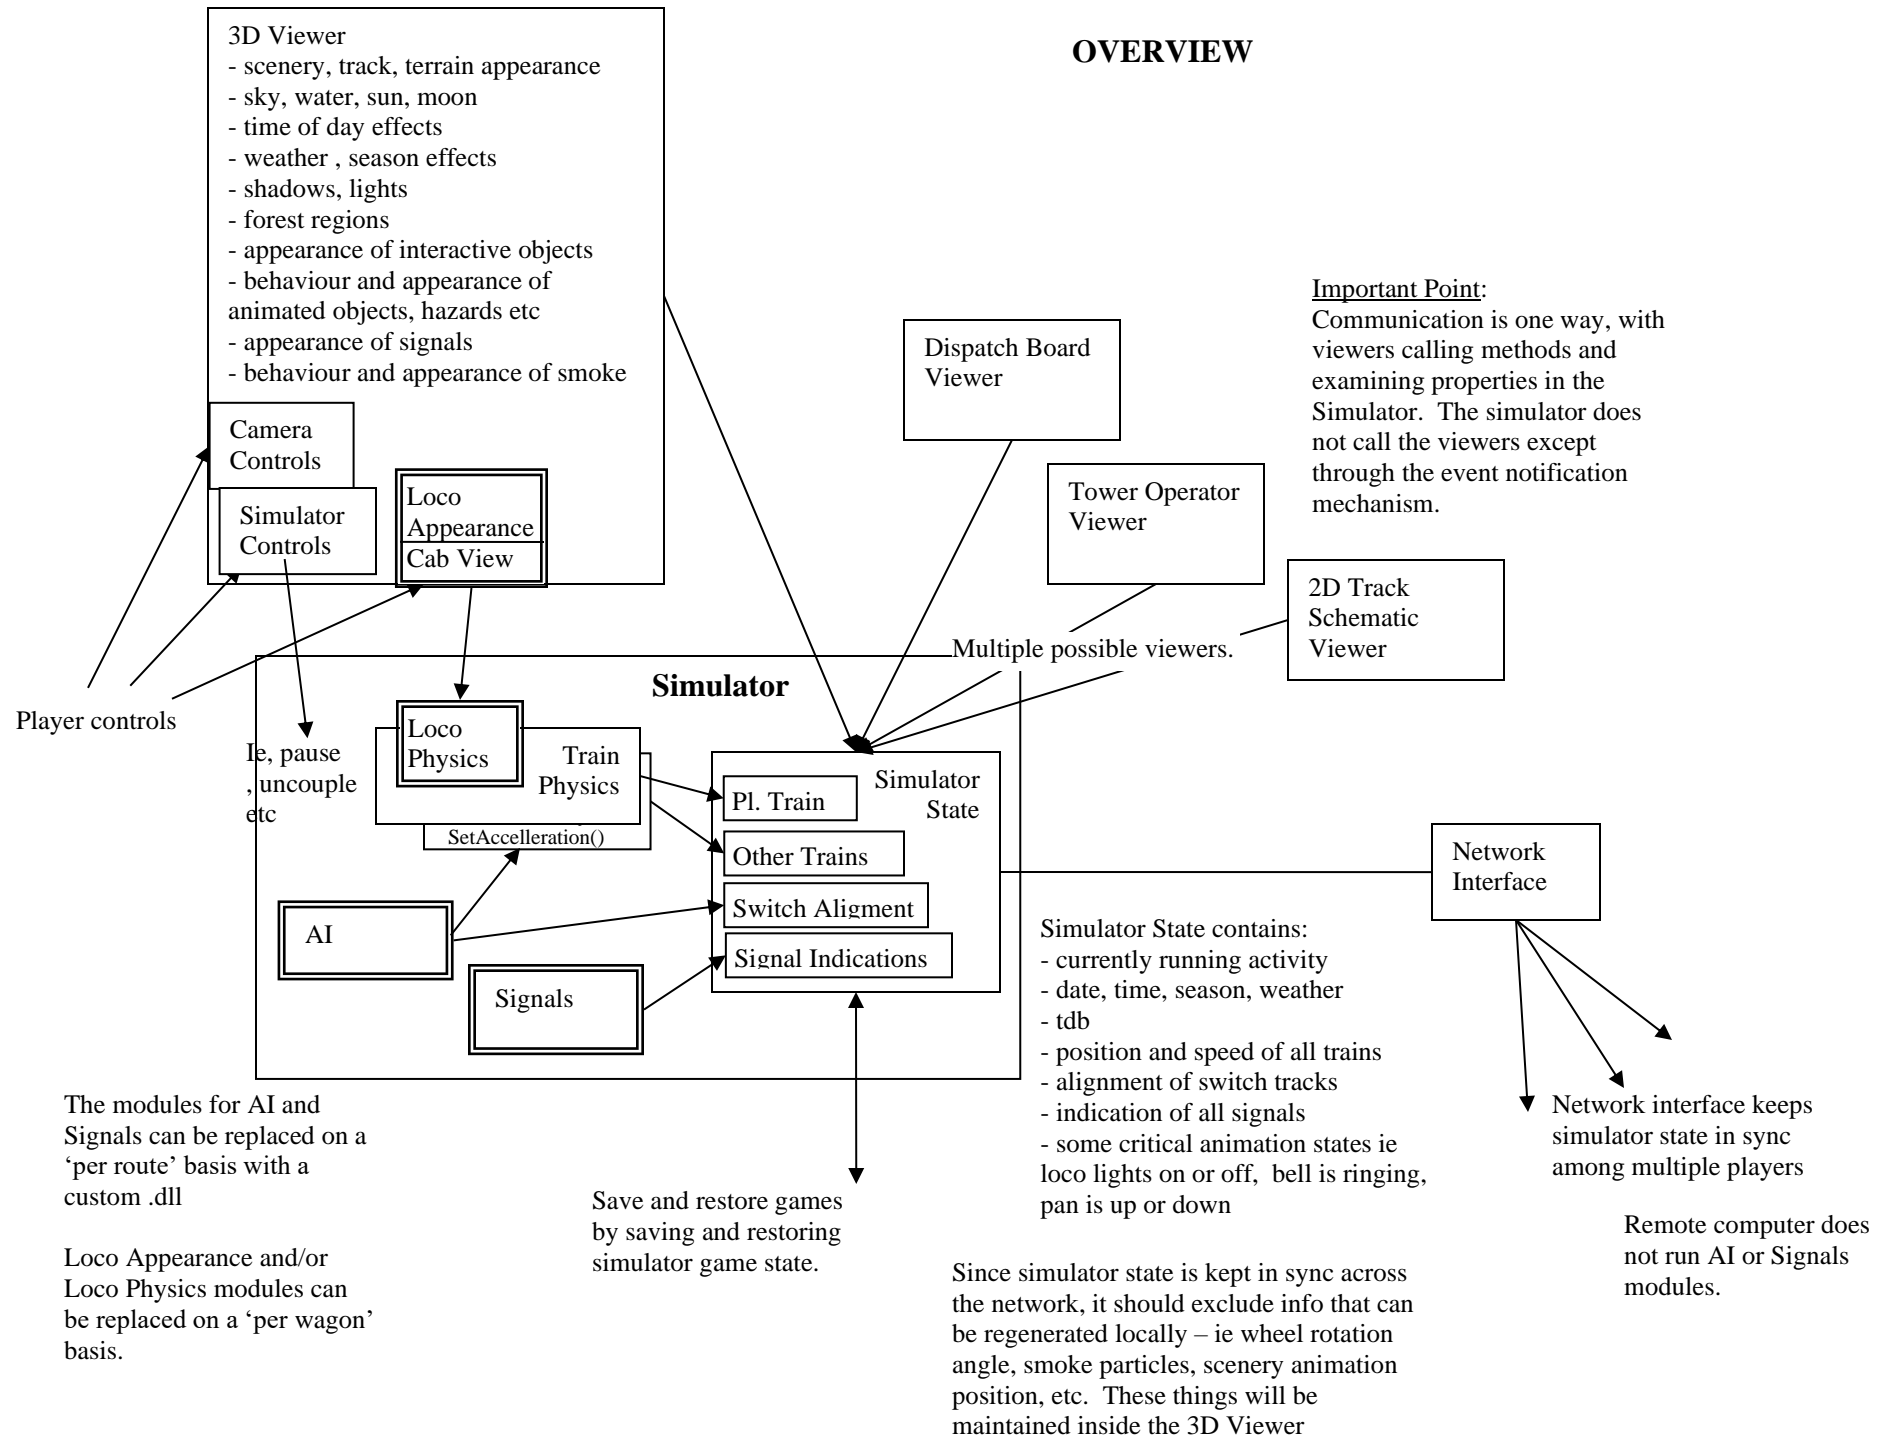 OVERVIEW
3D Viewer
- scenery, track, terrain appearance
- sky, water, sun, moon
- time of day effects
- weather , season effects
- shadows, lights
- forest regions
- appearance of interactive objects
- behaviour and appearance of
animated objects, hazards etc
- appearance of signals
- behaviour and appearance of smoke
Camera
Controls
Simulator
Controls
Loco
Appearance
Cab View
Dispatch Board
Viewer
Tower Operator
Viewer
2D Track
Schematic
Viewer
Important Point:
Communication is one way, with
viewers calling methods and
examining properties in the
Simulator.  The simulator does
not call the viewers except
through the event notification
mechanism.
Multiple possible viewers.
Player controls
Simulator
Ie, pause
, uncouple
etc
Loco
Physics
Train
Physics
SetAccelleration()
Simulator
State
Pl. Train
Other Trains
Switch Aligment
Signal Indications
AI
Signals
Network
Interface
Simulator State contains:
- currently running activity
- date, time, season, weather
- tdb
- position and speed of all trains
- alignment of switch tracks
- indication of all signals
- some critical animation states ie
loco lights on or off,  bell is ringing,
pan is up or down
Network interface keeps
simulator state in sync
among multiple players
Remote computer does
not run AI or Signals
modules.
The modules for AI and
Signals can be replaced on a
‘per route’ basis with a
custom .dll
Loco Appearance and/or
Loco Physics modules can
be replaced on a ‘per wagon’
basis.
Save and restore games
by saving and restoring
simulator game state.
Since simulator state is kept in sync across
the network, it should exclude info that can
be regenerated locally – ie wheel rotation
angle, smoke particles, scenery animation
position, etc.  These things will be
maintained inside the 3D Viewer